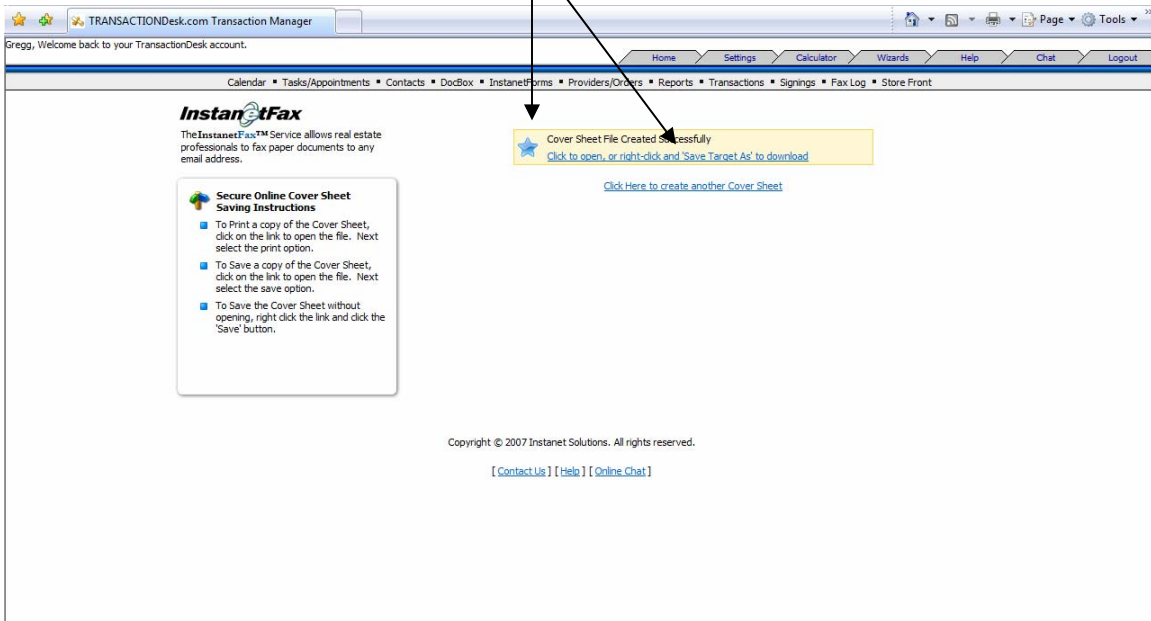 TRANSACTIONDesk.com Transaction Manager
Page
Tools
Gregg, Welcome back to your TransactionDesk account.
Home Settings Calculator Wizards Help Chat Logout
Calendar ▪ Tasks/Appointments ▪ Contacts ▪ DocBox ▪ InstanetForms ▪ Providers/Orders ▪ Reports ▪ Transactions ▪ Signings ▪ Fax Log ▪ Store Front
InstanetFax
The InstanetFax™ Service allows real estate
professionals to fax paper documents to any
email address.
Cover Sheet File Created Successfully
Click to open, or right-click and 'Save Target As' to download
Click Here to create another Cover Sheet
Secure Online Cover Sheet
Saving Instructions
To Print a copy of the Cover Sheet,
click on the link to open the file. Next
select the print option.
To Save a copy of the Cover Sheet,
click on the link to open the file. Next
select the save option.
To Save the Cover Sheet without
opening, right click the link and click the
'Save' button.
Copyright © 2007 Instanet Solutions. All rights reserved.
[ Contact Us ] [ Help ] [ Online Chat ]